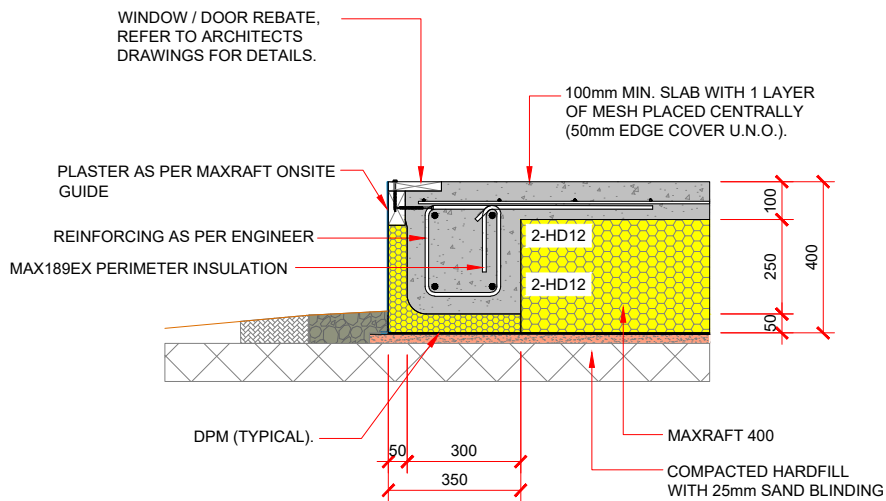 WINDOW / DOOR REBATE,
REFER TO ARCHITECTS
DRAWINGS FOR DETAILS.
100mm MIN. SLAB WITH 1 LAYER
OF MESH PLACED CENTRALLY
(50mm EDGE COVER U.N.O.).
PLASTER AS PER MAXRAFT ONSITE
GUIDE
REINFORCING AS PER ENGINEER
MAX189EX PERIMETER INSULATION
2-HD12
2-HD12
100
250
50
400
DPM (TYPICAL).
50
300
350
MAXRAFT 400
COMPACTED HARDFILL
WITH 25mm SAND BLINDING